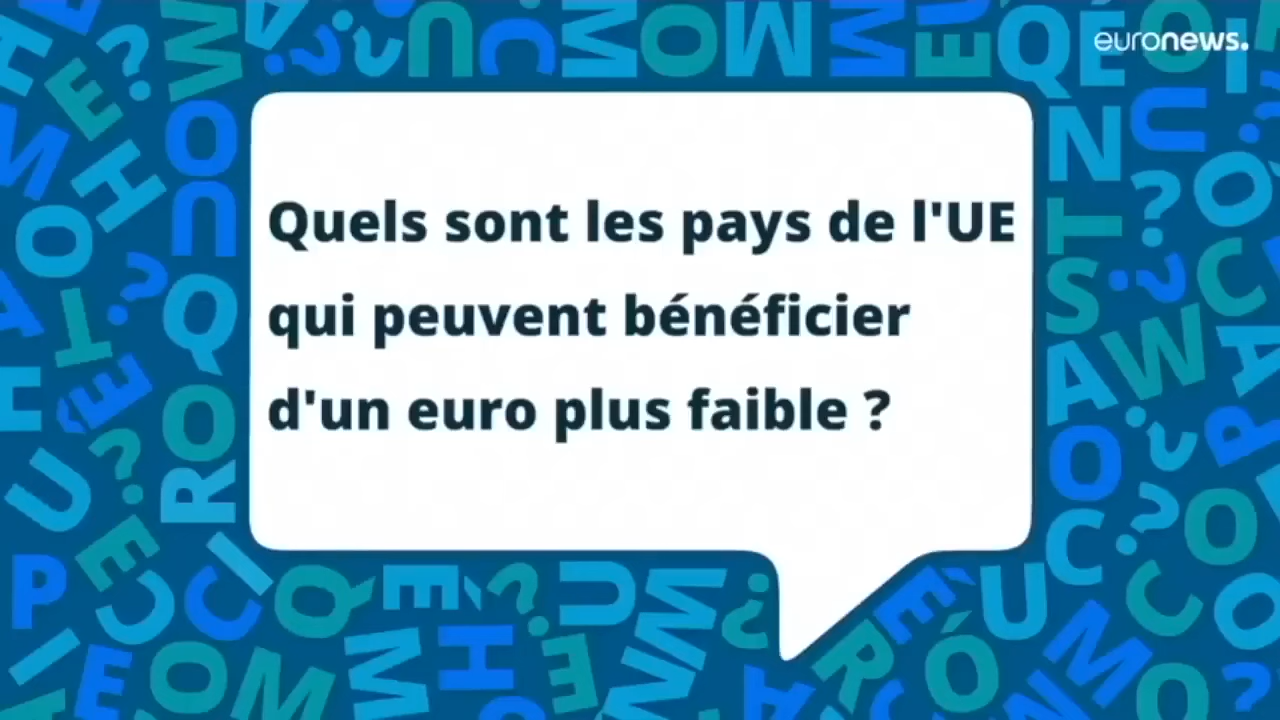 euronews.
Quels sont les pays de l'UE
qui peuvent bénéficier
d'un euro plus faible ?